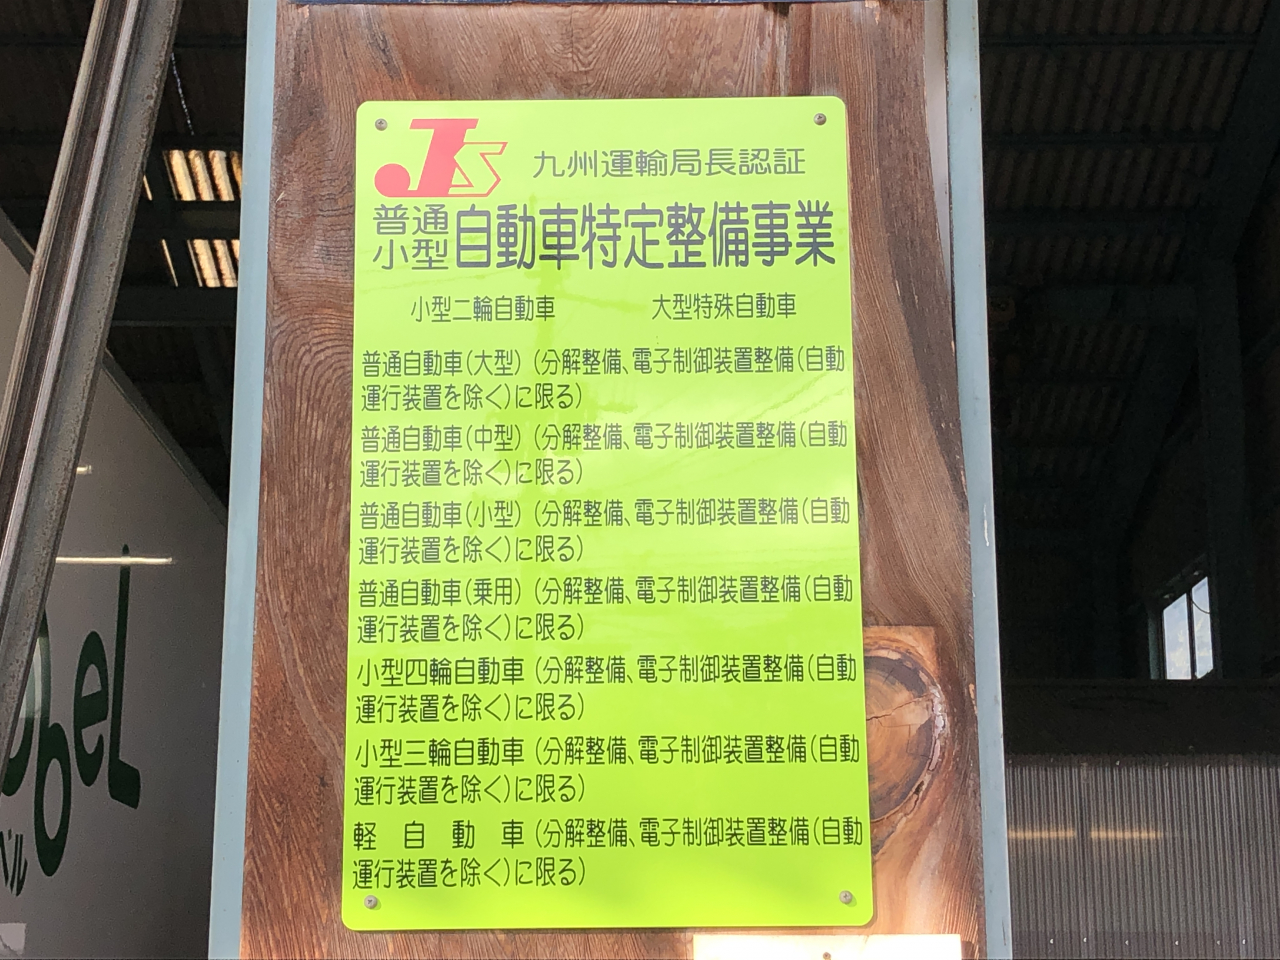 JS 九州運輸局長認証
普通
小型 自動車特定整備事業
小型二輪自動車 大型特殊自動車
普通自動車(大型) (分解整備、電子制御装置整備(自動
運行装置を除く)に限る)
普通自動車(中型) (分解整備、電子制御装置整備(自動
運行装置を除く)に限る)
普通自動車(小型) (分解整備、電子制御装置整備(自動
運行装置を除く)に限る)
普通自動車(乗用) (分解整備、電子制御装置整備(自動
運行装置を除く)に限る)
小型四輪自動車 (分解整備、電子制御装置整備(自動
運行装置を除く)に限る)
小型三輪自動車 (分解整備、電子制御装置整備(自動
運行装置を除く)に限る)
軽自動車 (分解整備、電子制御装置整備(自動
運行装置を除く)に限る)
beL
ベル